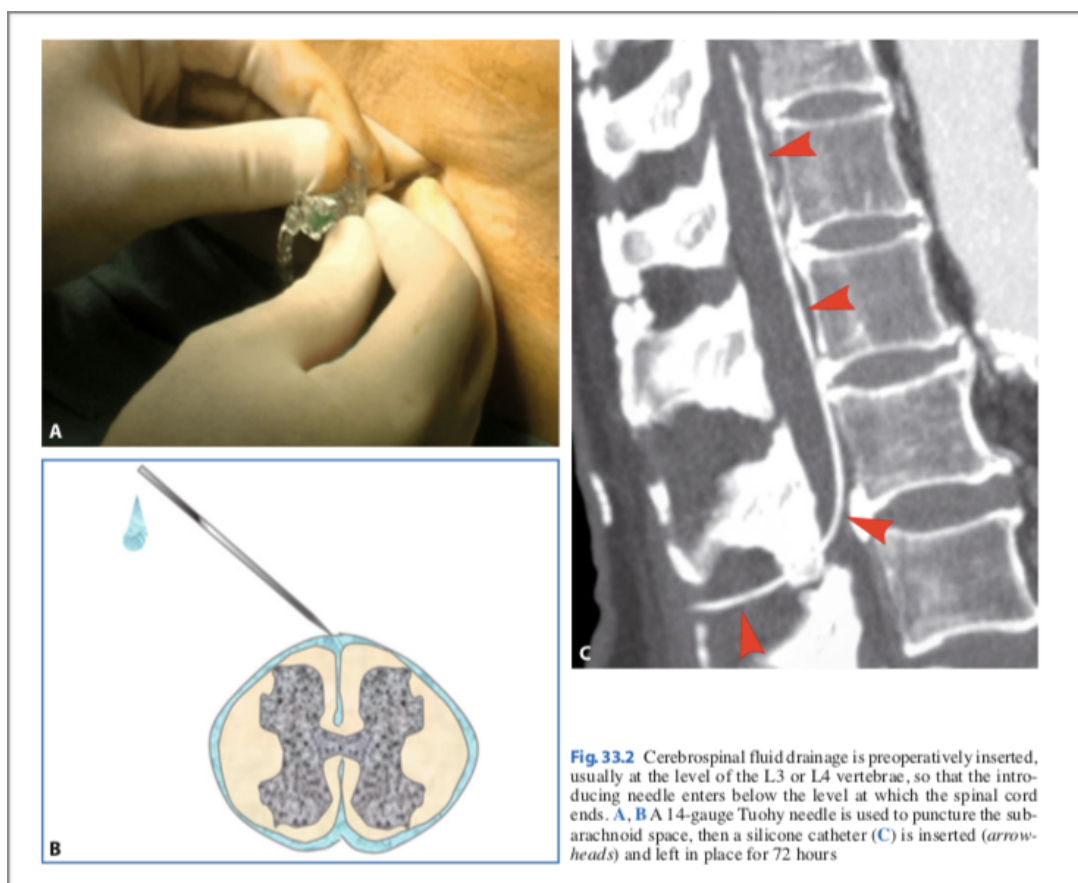 A
B
C
Fig. 33.2 Cerebrospinal fluid drainage is preoperatively inserted,
usually at the level of the L3 or L4 vertebrae, so that the intro-
ducing needle enters below the level at which the spinal cord
ends. A, B A 14-gauge Tuohy needle is used to puncture the sub-
arachnoid space, then a silicone catheter (C) is inserted (arrow-
heads) and left in place for 72 hours